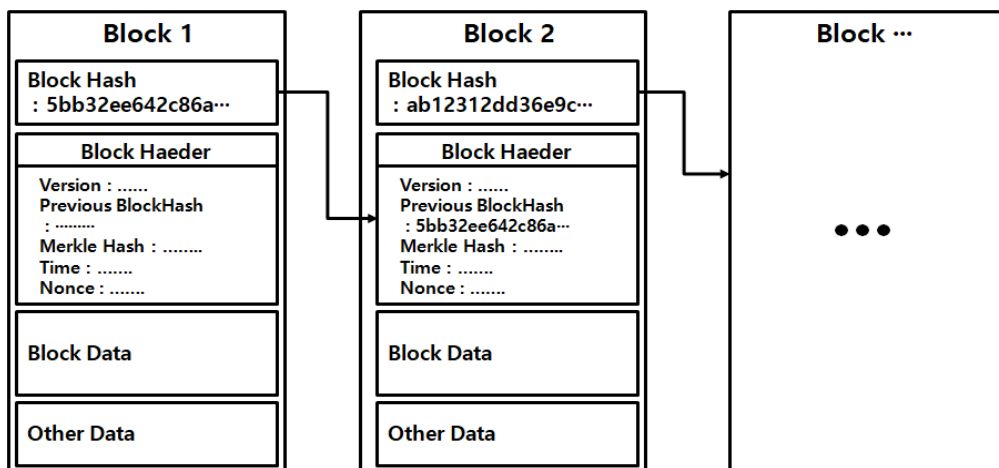 Block 1
Block Hash
: 5bb32ee642c86a···
Block Haeder
Version : ......
Previous BlockHash
: ·········
Merkle Hash : ........
Time : .......
Nonce : .......
Block Data
Other Data
Block 2
Block Hash
: ab12312dd36e9c···
Block Haeder
Version : ......
Previous BlockHash
: 5bb32ee642c86a···
Merkle Hash : ........
Time : .......
Nonce : .......
Block Data
Other Data
Block ···
●●●